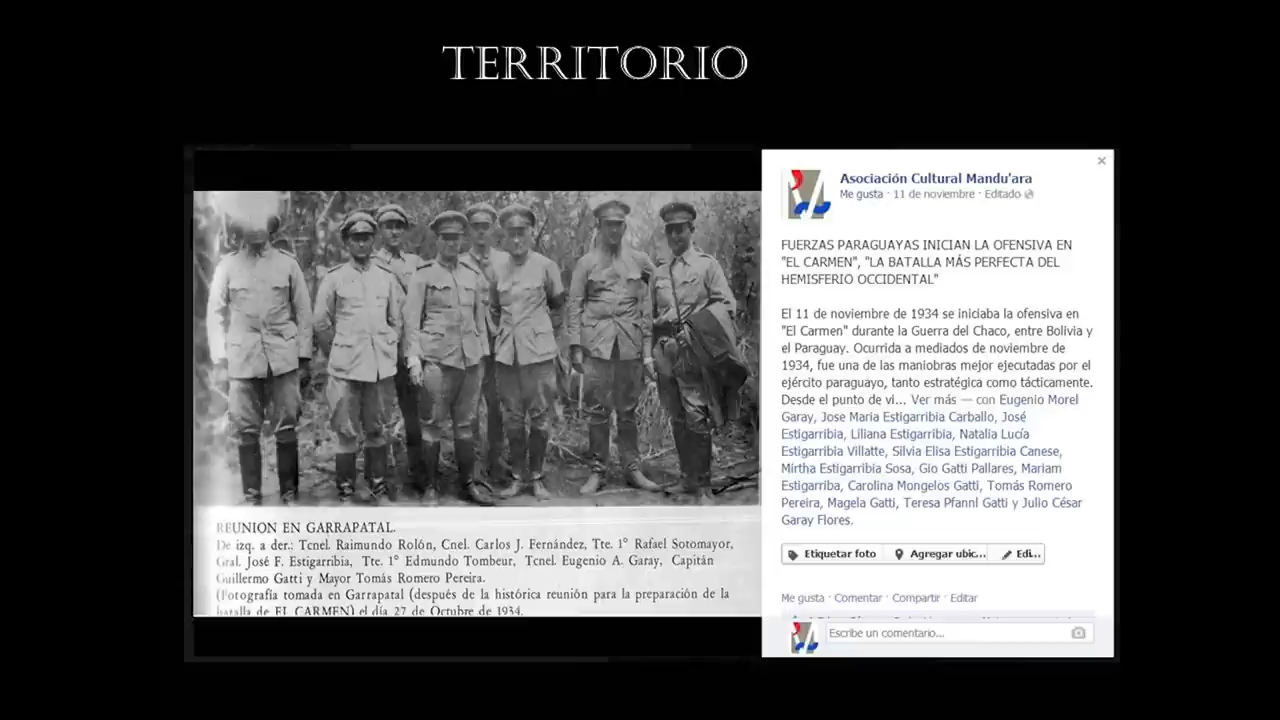 TERRITORIO
REUNION EN GARRAPATAL.
De izq. a der.: Tcnel. Raimundo Rolón, Cnel. Carlos J. Fernández, Tte. 1° Rafael Sotomayor,
Gral. José F. Estigarribia, Tte. 1° Edmundo Tombeur, Tcnel. Eugenio A. Garay, Capitán
Guillermo Gatti y Mayor Tomás Romero Pereira.
(Fotografía tomada en Garrapatal (después de la histórica reunión para la preparación de la
batalla de EL CARMEN) el día 27 de Octubre de 1934.
Asociación Cultural Mandu'ara
Me gusta · 11 de noviembre · Editado
FUERZAS PARAGUAYAS INICIAN LA OFENSIVA EN
"EL CARMEN", "LA BATALLA MÁS PERFECTA DEL
HEMISFERIO OCCIDENTAL"
El 11 de noviembre de 1934 se iniciaba la ofensiva en
"El Carmen" durante la Guerra del Chaco, entre Bolivia y
el Paraguay. Ocurrida a mediados de noviembre de
1934, fue una de las maniobras mejor ejecutadas por el
ejército paraguayo, tanto estratégica como tácticamente.
Desde el punto de vi... Ver más — con Eugenio Morel
Garay, Jose Maria Estigarribia Carballo, José
Estigarribia, Liliana Estigarribia, Natalia Lucía
Estigarribia Villatte, Silvia Elisa Estigarribia Canese,
Mirtha Estigarribia Sosa, Gio Gatti Pallares, Mariam
Estigarriba, Carolina Mongelos Gatti, Tomás Romero
Pereira, Magela Gatti, Teresa Pfannl Gatti y Julio César
Garay Flores.
Etiquetar foto Agregar ubic... Edi...
Me gusta · Comentar · Compartir · Editar
Escribe un comentario...